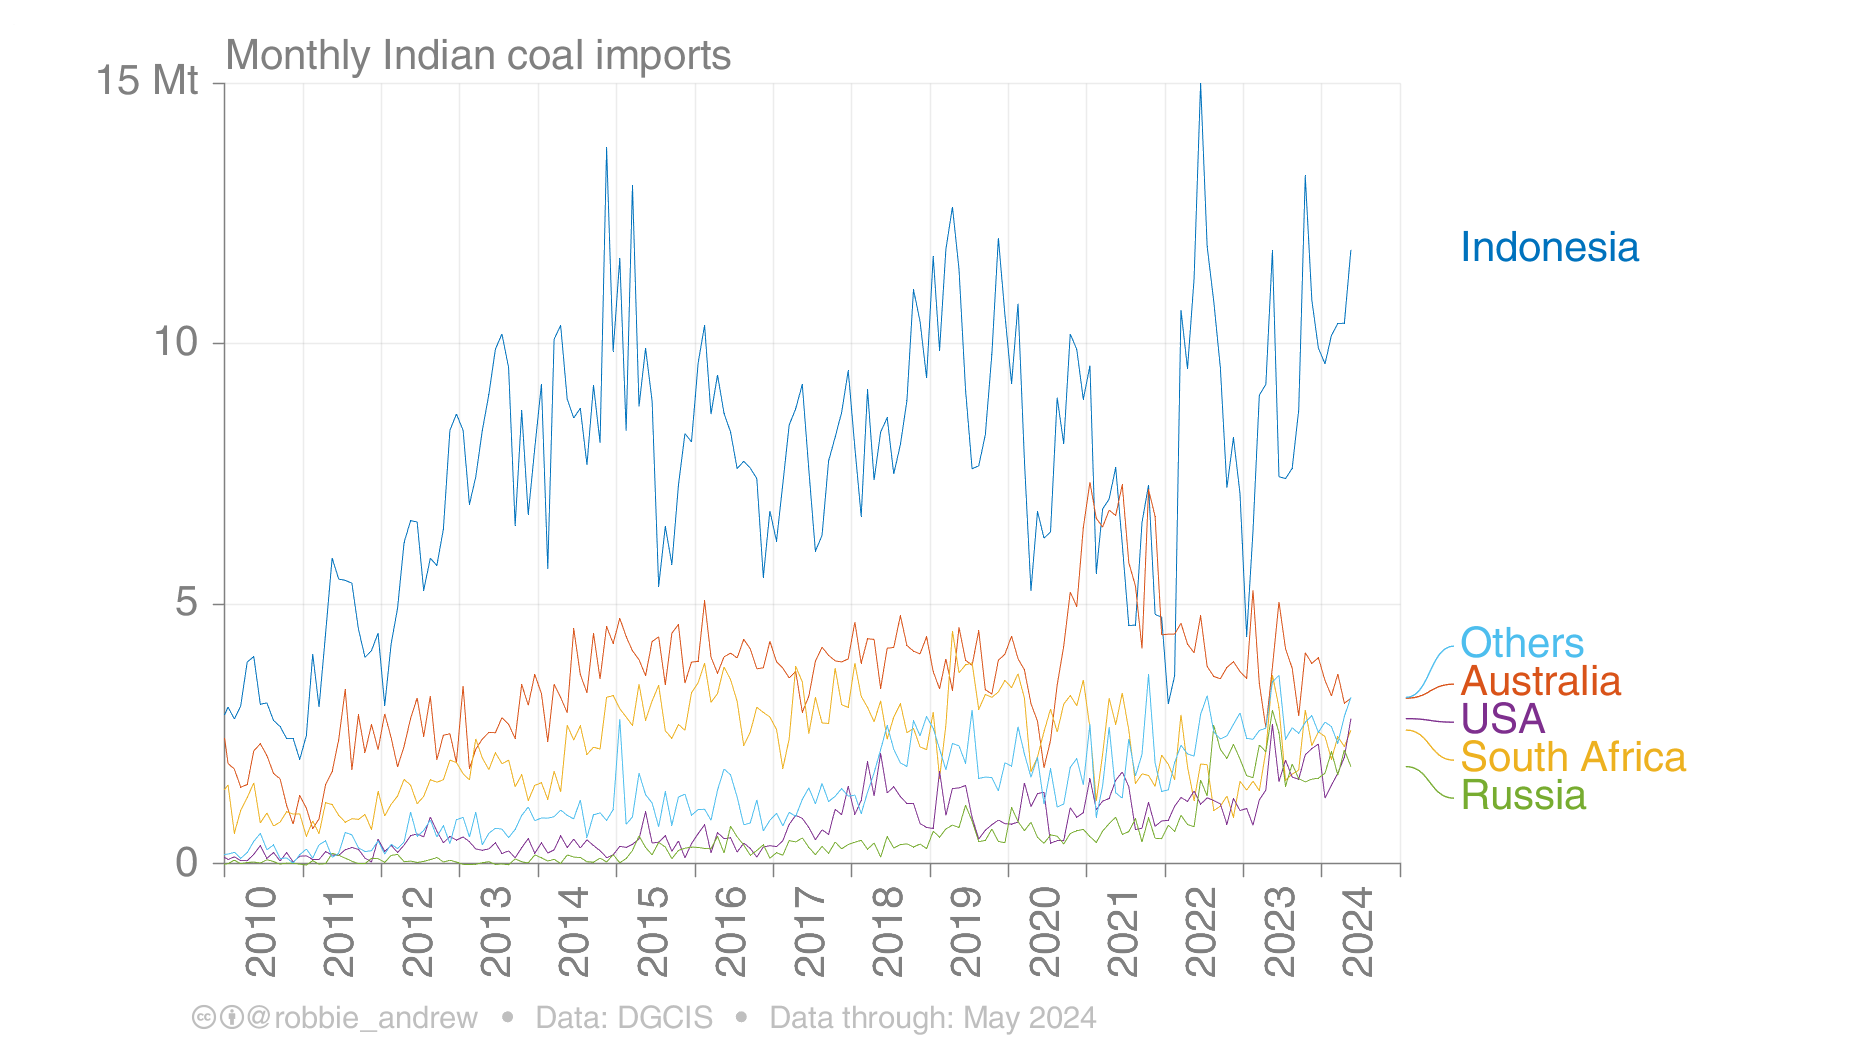 Monthly Indian coal imports
15 Mt
10
5
0
Indonesia
Others
Australia
USA
South Africa
Russia
2010 2011 2012 2013 2014 2015 2016 2017 2018 2019 2020 2021 2022 2023 2024
cc @robbie_andrew • Data: DGCIS • Data through: May 2024